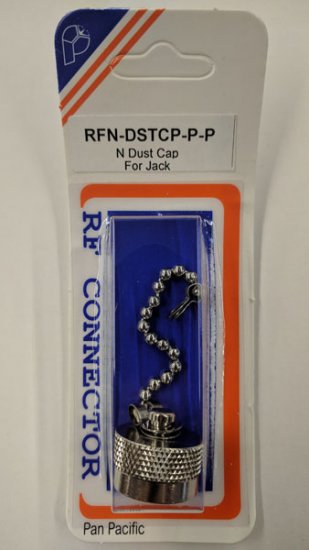 RFN-DSTCP-P-P
N Dust Cap
For Jack
RF CONNECTOR
Pan Pacific